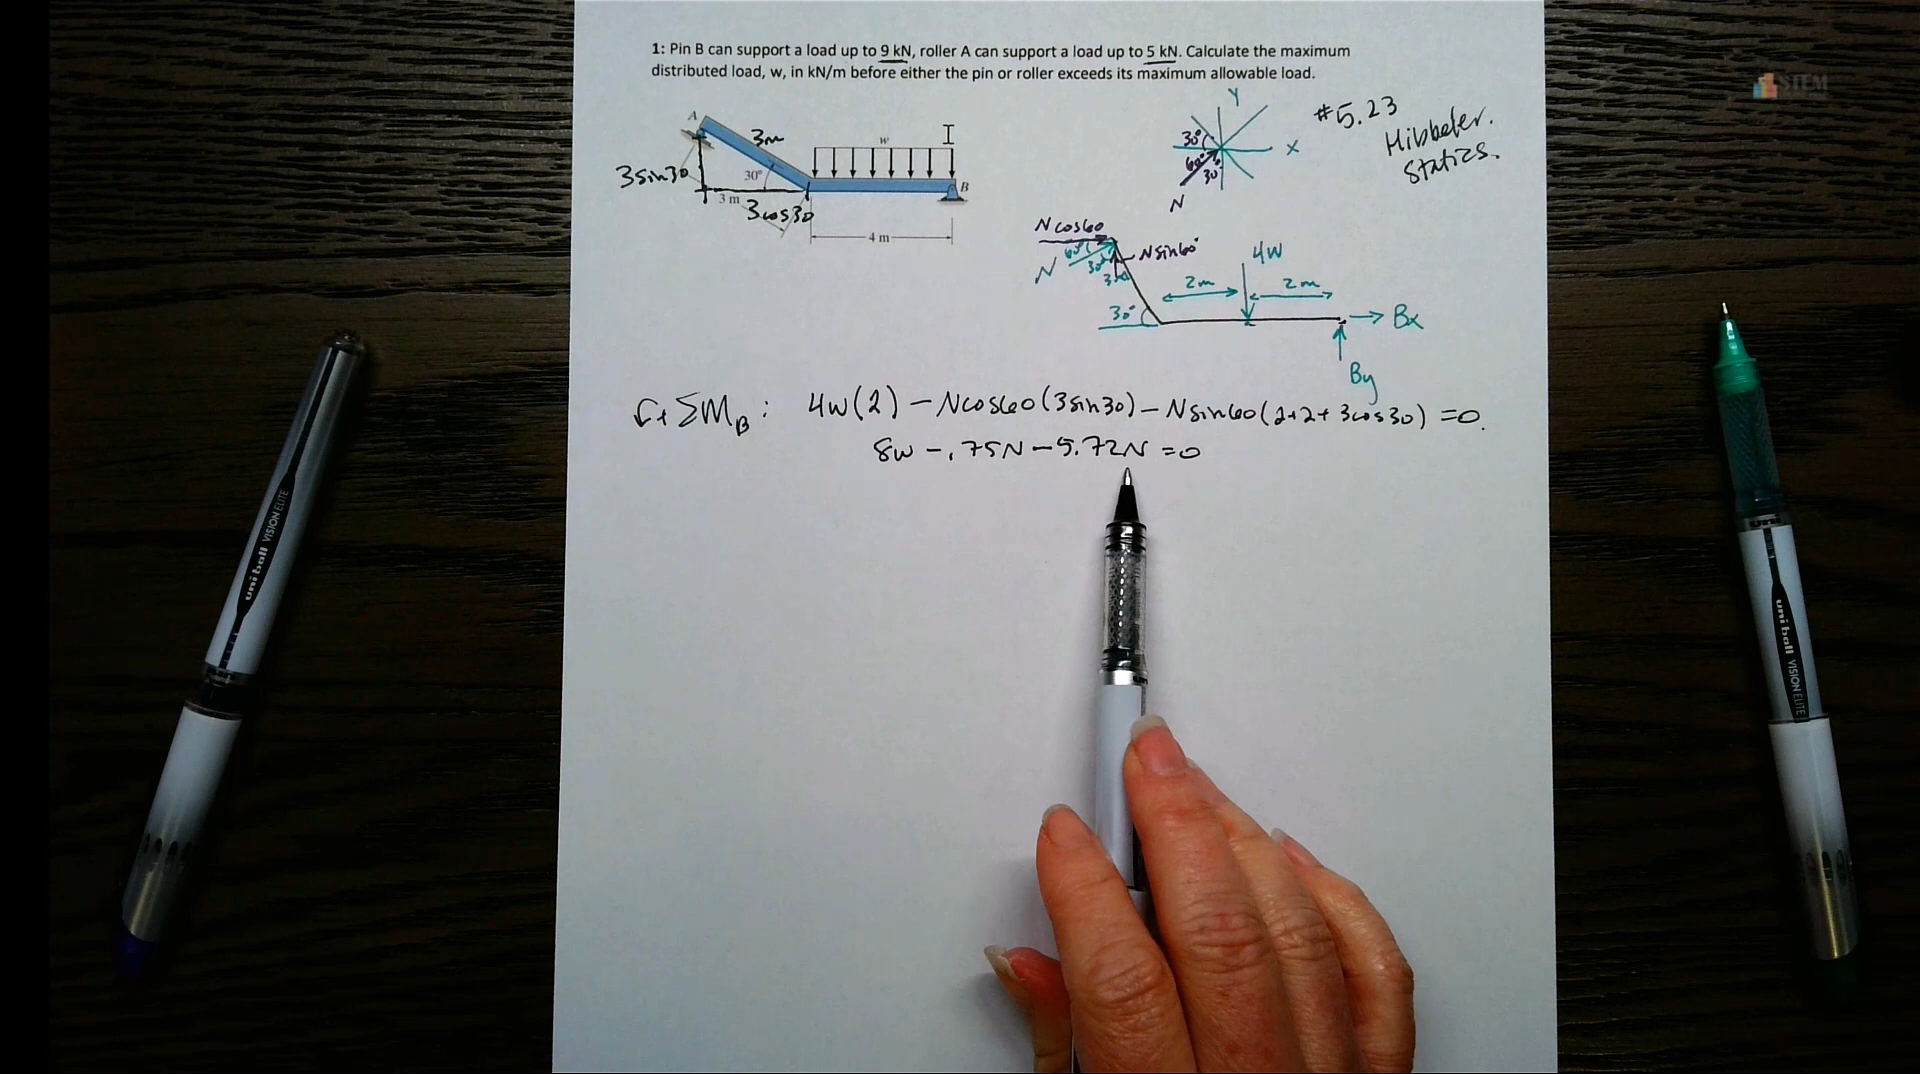 1: Pin B can support a load up to 9 kN, roller A can support a load up to 5 kN. Calculate the maximum
distributed load, w, in kN/m before either the pin or roller exceeds its maximum allowable load.
STEM
#5.23
Hibbeler.
Statics.
Y
X
30°
60°
30°
N
A
3m
w
I
3sin30
30°
B
3 m
3cos30
4 m
Ncos60
60°
N
30°
Nsin60°
30
4W
2m
2m
30°
Bx
By
+ ΣM_B: 4W(2) - Ncos60(3sin30) - Nsin60(2+2+3cos30) = 0.
8W - .75N - 5.72N = 0
uni ball VISION ELITE
uni
uni ball VISION ELITE